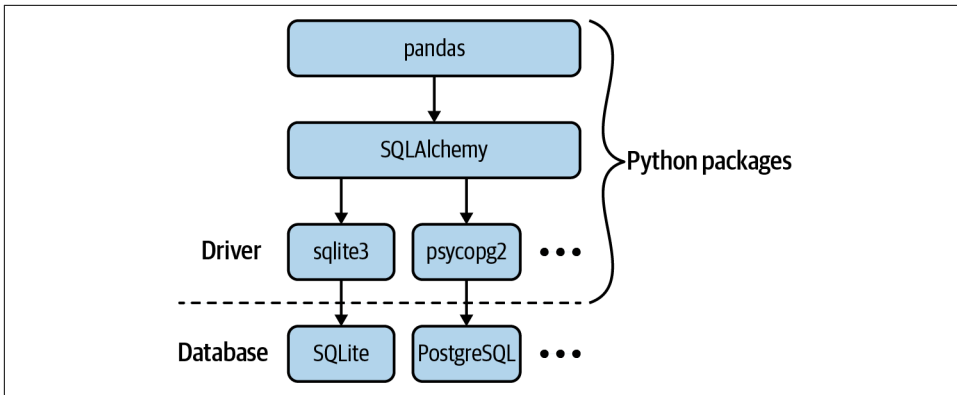 pandas
SQLAlchemy
Python packages
Driver
sqlite3
psycopg2
Database
SQLite
PostgreSQL